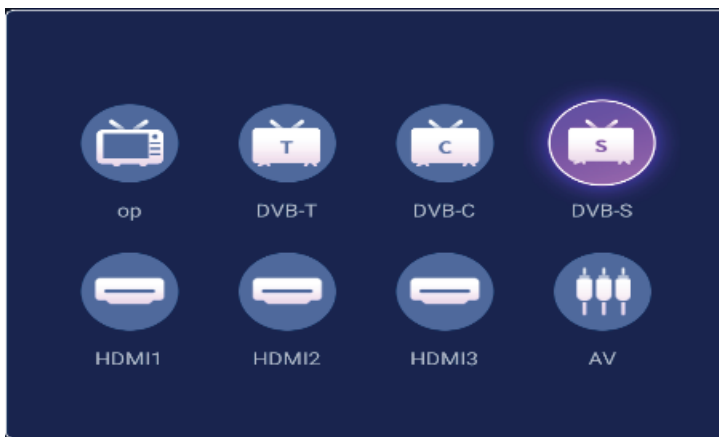 T
C
S
op
DVB-T
DVB-C
DVB-S
HDMI1
HDMI2
HDMI3
AV